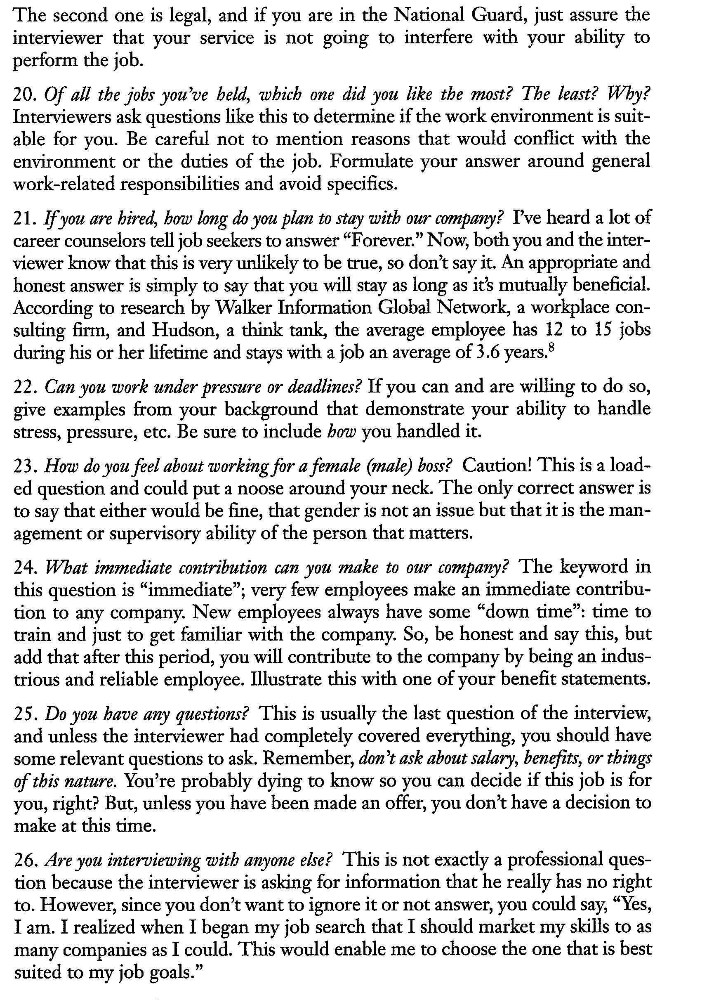 The second one is legal, and if you are in the National Guard, just assure the
interviewer that your service is not going to interfere with your ability to
perform the job.
20. Of all the jobs you've held, which one did you like the most? The least? Why?
Interviewers ask questions like this to determine if the work environment is suit-
able for you. Be careful not to mention reasons that would conflict with the
environment or the duties of the job. Formulate your answer around general
work-related responsibilities and avoid specifics.
21. If you are hired, how long do you plan to stay with our company? I've heard a lot of
career counselors tell job seekers to answer “Forever.” Now, both you and the inter-
viewer know that this is very unlikely to be true, so don't say it. An appropriate and
honest answer is simply to say that you will stay as long as it's mutually beneficial.
According to research by Walker Information Global Network, a workplace con-
sulting firm, and Hudson, a think tank, the average employee has 12 to 15 jobs
during his or her lifetime and stays with a job an average of 3.6 years.⁸
22. Can you work under pressure or deadlines? If you can and are willing to do so,
give examples from your background that demonstrate your ability to handle
stress, pressure, etc. Be sure to include how you handled it.
23. How do you feel about working for a female (male) boss? Caution! This is a load-
ed question and could put a noose around your neck. The only correct answer is
to say that either would be fine, that gender is not an issue but that it is the man-
agement or supervisory ability of the person that matters.
24. What immediate contribution can you make to our company? The keyword in
this question is “immediate”; very few employees make an immediate contribu-
tion to any company. New employees always have some “down time”: time to
train and just to get familiar with the company. So, be honest and say this, but
add that after this period, you will contribute to the company by being an indus-
trious and reliable employee. Illustrate this with one of your benefit statements.
25. Do you have any questions? This is usually the last question of the interview,
and unless the interviewer had completely covered everything, you should have
some relevant questions to ask. Remember, don't ask about salary, benefits, or things
of this nature. You're probably dying to know so you can decide if this job is for
you, right? But, unless you have been made an offer, you don't have a decision to
make at this time.
26. Are you interviewing with anyone else? This is not exactly a professional ques-
tion because the interviewer is asking for information that he really has no right
to. However, since you don't want to ignore it or not answer, you could say, “Yes,
I am. I realized when I began my job search that I should market my skills to as
many companies as I could. This would enable me to choose the one that is best
suited to my job goals.”